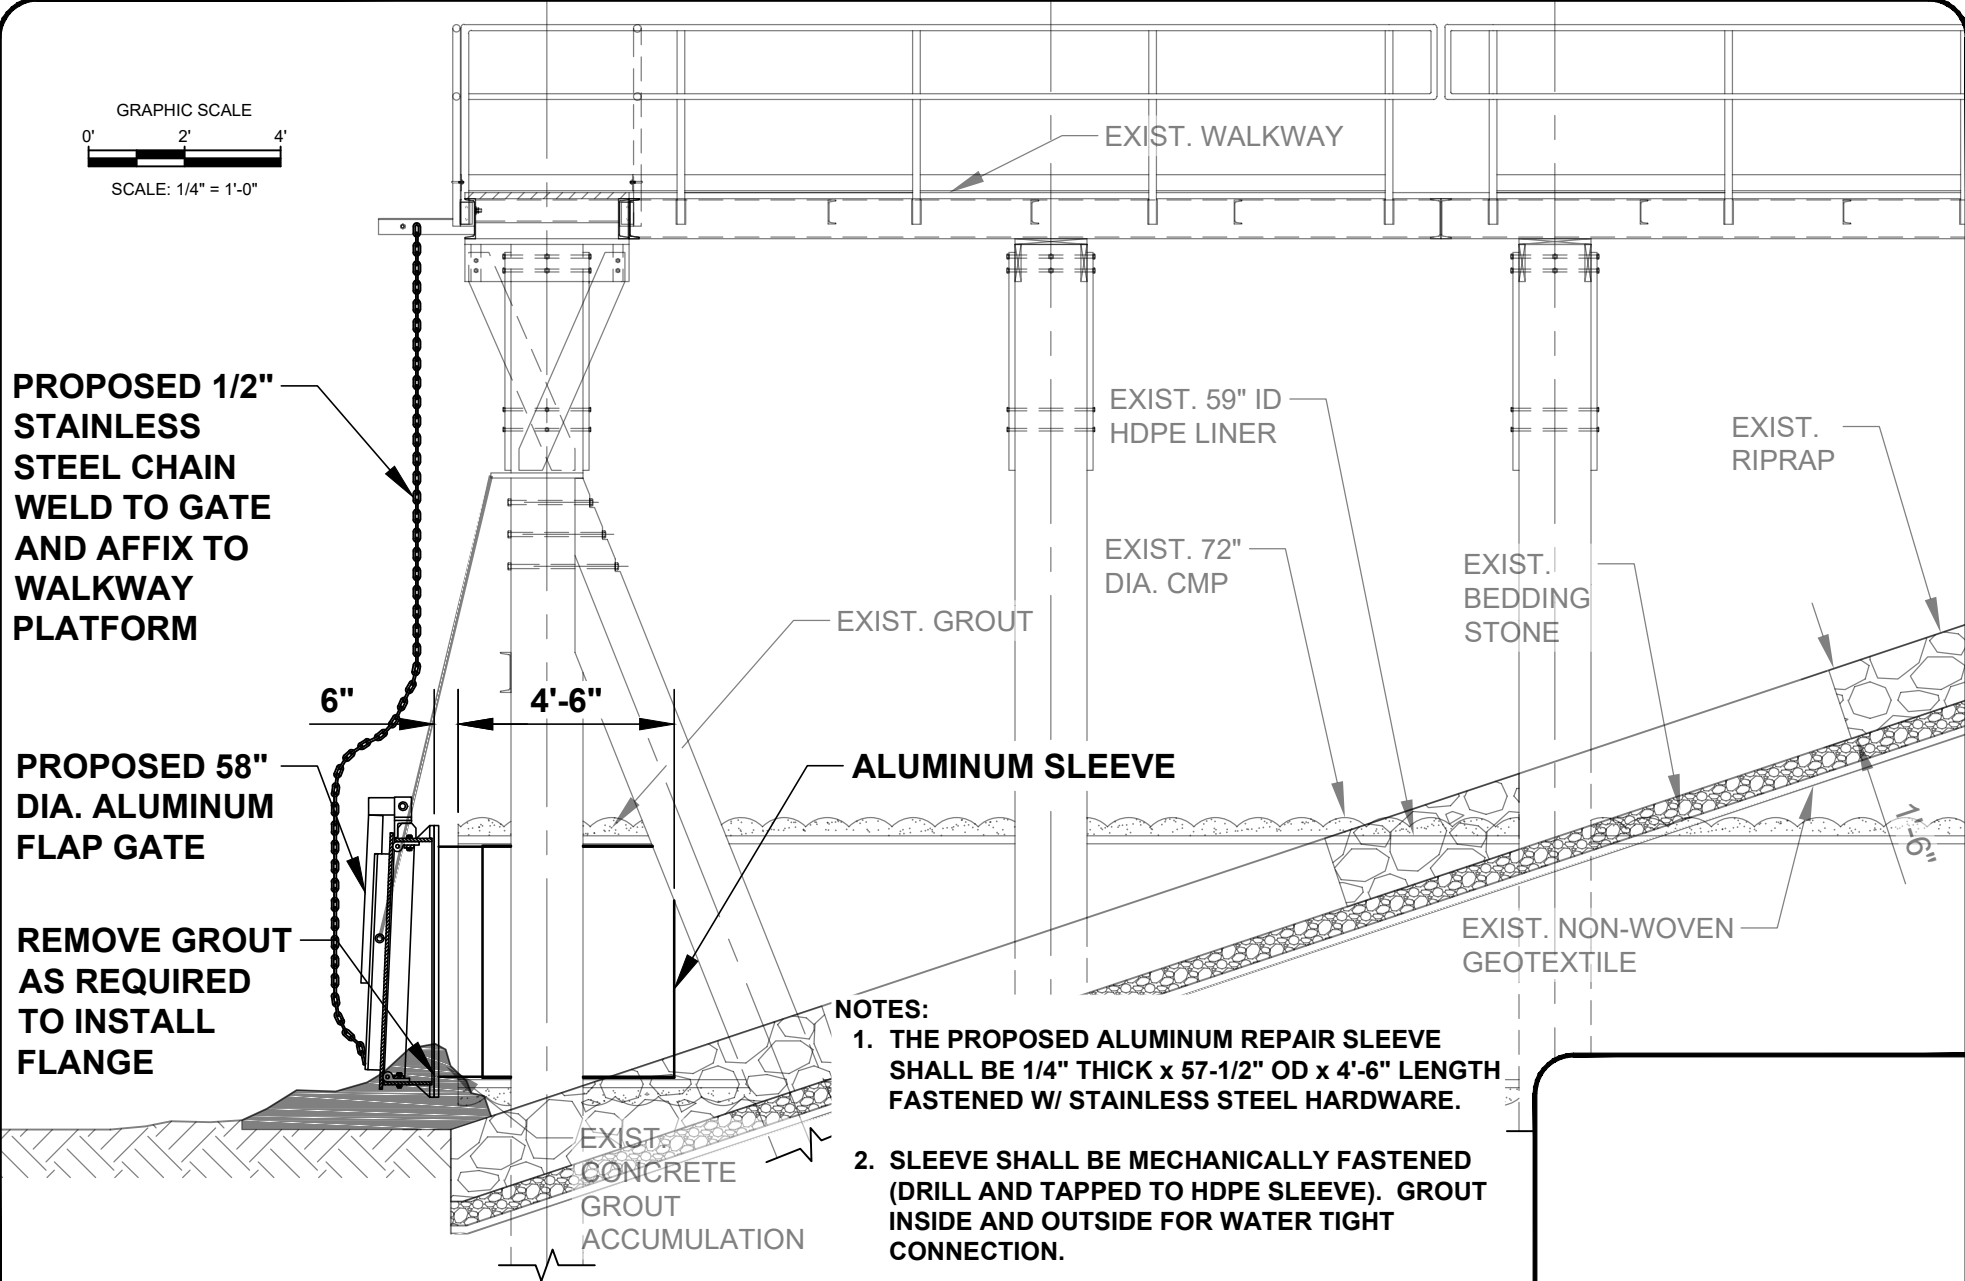 GRAPHIC SCALE
0' 2' 4'
SCALE: 1/4" = 1'-0"
EXIST. WALKWAY
PROPOSED 1/2"
STAINLESS
STEEL CHAIN
WELD TO GATE
AND AFFIX TO
WALKWAY
PLATFORM
EXIST. 59" ID
HDPE LINER
EXIST.
RIPRAP
EXIST. 72"
DIA. CMP
EXIST.
BEDDING
STONE
EXIST. GROUT
6"
4'-6"
PROPOSED 58"
DIA. ALUMINUM
FLAP GATE
ALUMINUM SLEEVE
1'-6"
REMOVE GROUT
AS REQUIRED
TO INSTALL
FLANGE
EXIST. NON-WOVEN
GEOTEXTILE
NOTES:
1. THE PROPOSED ALUMINUM REPAIR SLEEVE
SHALL BE 1/4" THICK x 57-1/2" OD x 4'-6" LENGTH
FASTENED W/ STAINLESS STEEL HARDWARE.
2. SLEEVE SHALL BE MECHANICALLY FASTENED
(DRILL AND TAPPED TO HDPE SLEEVE). GROUT
INSIDE AND OUTSIDE FOR WATER TIGHT
CONNECTION.
EXIST.
CONCRETE
GROUT
ACCUMULATION